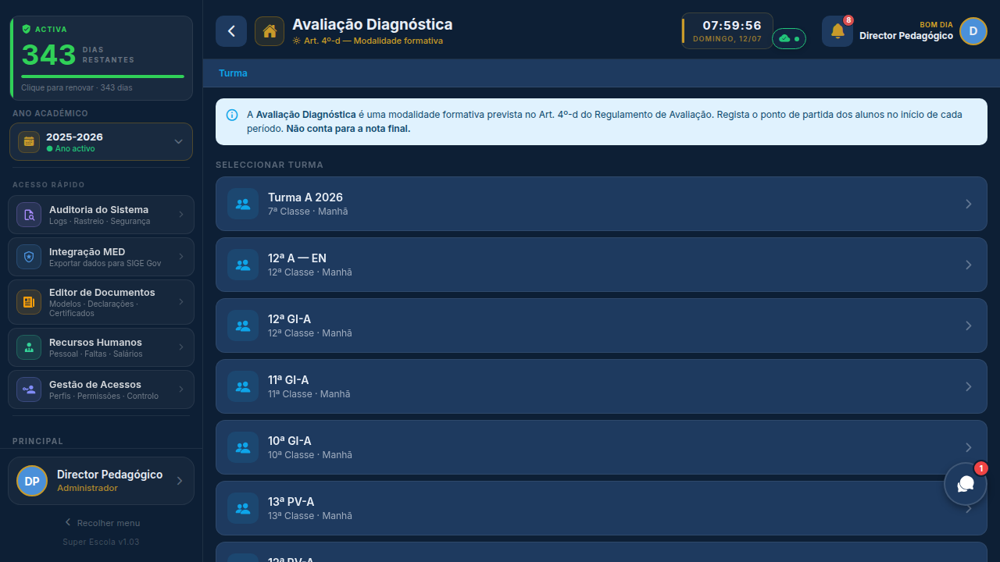 ACTIVA
343
DIAS
RESTANTES
Clique para renovar · 343 dias
ANO ACADÉMICO
2025-2026
Ano activo
ACESSO RÁPIDO
Auditoria do Sistema
Logs · Rastreio · Segurança
Integração MED
Exportar dados para SIGE Gov
Editor de Documentos
Modelos · Declarações ·
Certificados
Recursos Humanos
Pessoal · Faltas · Salários
Gestão de Acessos
Perfis · Permissões · Controlo
PRINCIPAL
DP
Director Pedagógico
Administrador
Recolher menu
Super Escola v1.03
Avaliação Diagnóstica
Art. 4º-d — Modalidade formativa
07:59:56
DOMINGO, 12/07
8
BOM DIA
Director Pedagógico
D
Turma
A Avaliação Diagnóstica é uma modalidade formativa prevista no Art. 4º-d do Regulamento de Avaliação. Regista o ponto de partida dos alunos no início de cada
período. Não conta para a nota final.
SELECCIONAR TURMA
Turma A 2026
7ª Classe · Manhã
12ª A — EN
12ª Classe · Manhã
12ª GI-A
12ª Classe · Manhã
11ª GI-A
11ª Classe · Manhã
10ª GI-A
10ª Classe · Manhã
1
13ª PV-A
13ª Classe · Manhã
12ª PV-A